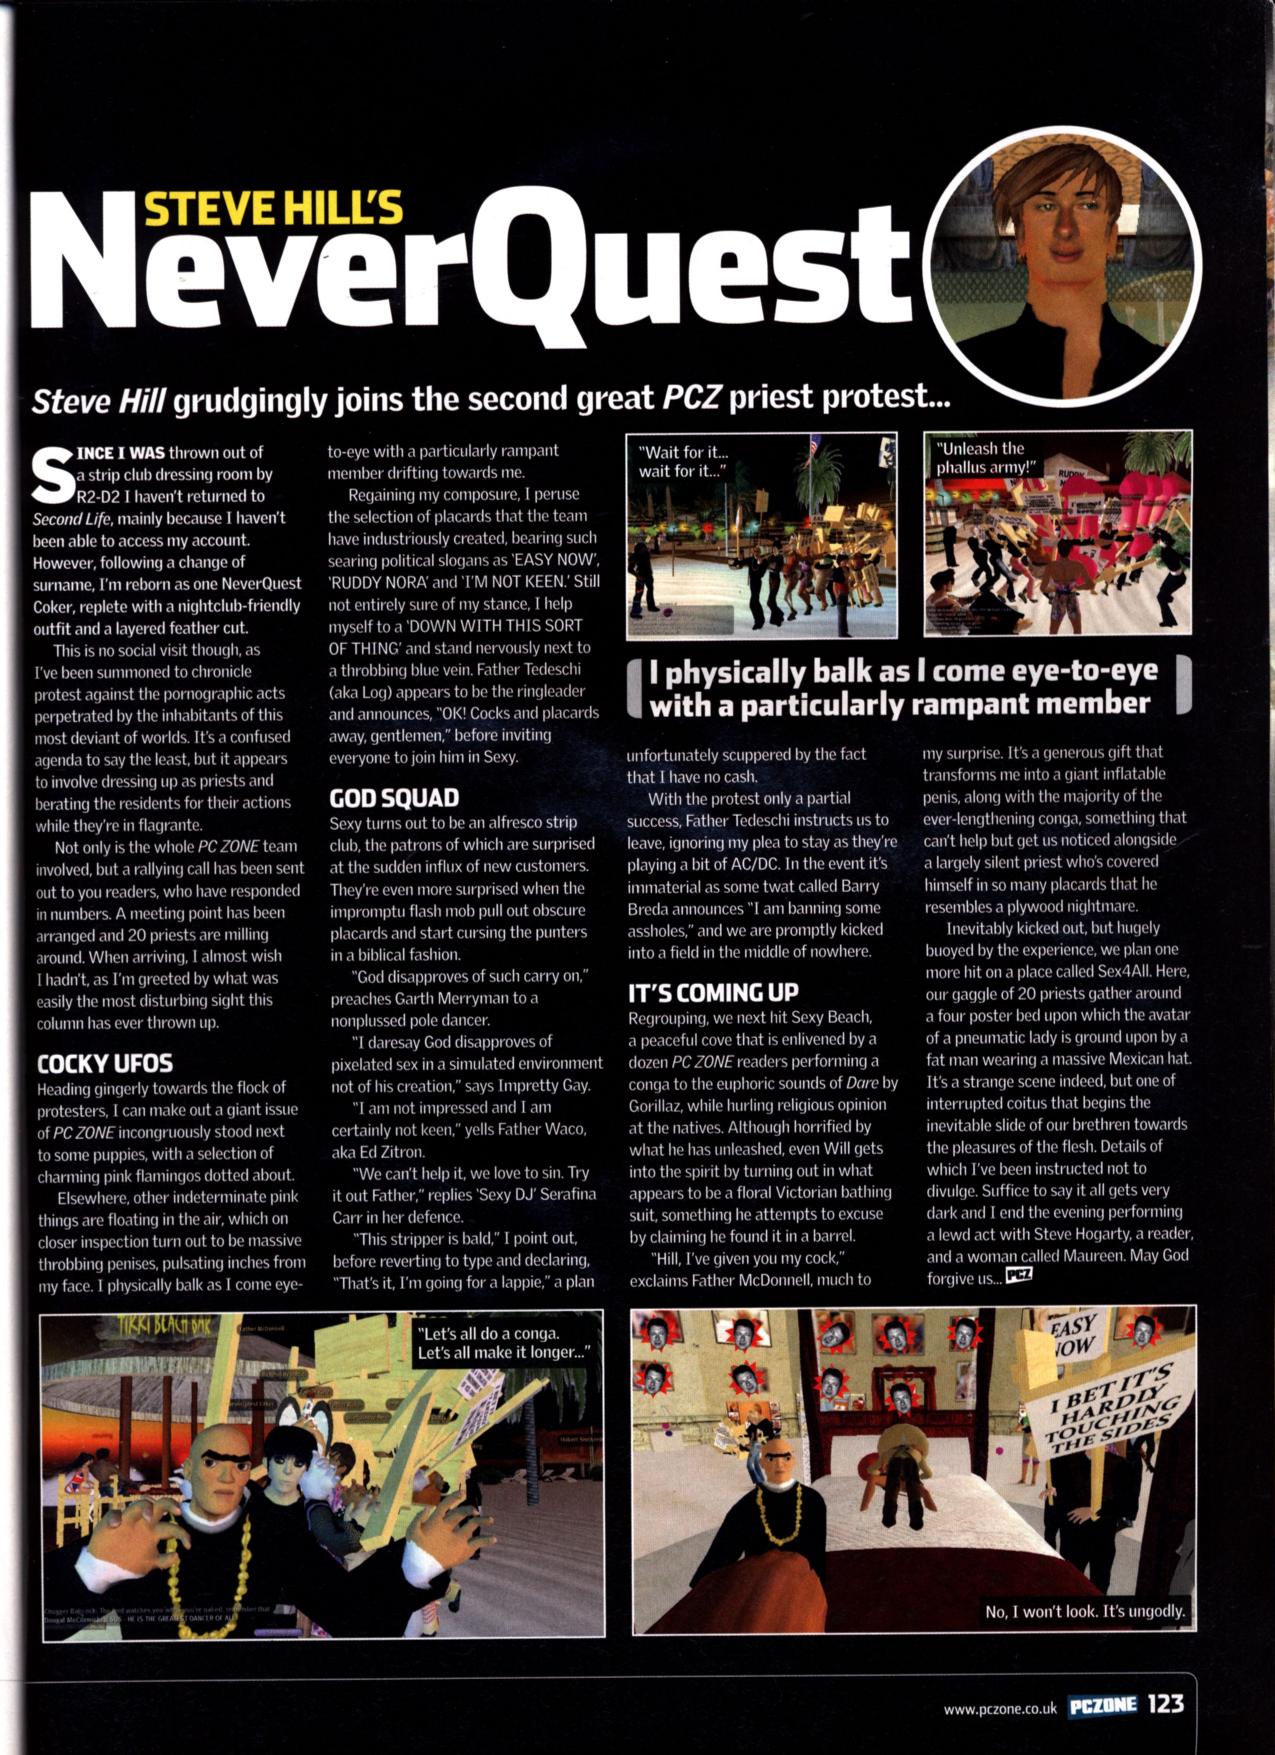 STEVE HILL'S
NeverQuest
Steve Hill grudgingly joins the second great PCZ priest protest...
SINCE I WAS thrown out of
a strip club dressing room by
R2-D2 I haven't returned to
Second Life, mainly because I haven't
been able to access my account.
However, following a change of
surname, I'm reborn as one NeverQuest
Coker, replete with a nightclub-friendly
outfit and a layered feather cut.
This is no social visit though, as
I've been summoned to chronicle
protest against the pornographic acts
perpetrated by the inhabitants of this
most deviant of worlds. It's a confused
agenda to say the least, but it appears
to involve dressing up as priests and
berating the residents for their actions
while they're in flagrante.
Not only is the whole PC ZONE team
involved, but a rallying call has been sent
out to you readers, who have responded
in numbers. A meeting point has been
arranged and 20 priests are milling
around. When arriving, I almost wish
I hadn't, as I'm greeted by what was
easily the most disturbing sight this
column has ever thrown up.
COCKY UFOS
Heading gingerly towards the flock of
protesters, I can make out a giant issue
of PC ZONE incongruously stood next
to some puppies, with a selection of
charming pink flamingos dotted about.
Elsewhere, other indeterminate pink
things are floating in the air, which on
closer inspection turn out to be massive
throbbing penises, pulsating inches from
my face. I physically balk as I come eye-
to-eye with a particularly rampant
member drifting towards me.
Regaining my composure, I peruse
the selection of placards that the team
have industriously created, bearing such
searing political slogans as 'EASY NOW',
'RUDDY NORA' and 'I'M NOT KEEN.' Still
not entirely sure of my stance, I help
myself to a 'DOWN WITH THIS SORT
OF THING' and stand nervously next to
a throbbing blue vein. Father Tedeschi
(aka Log) appears to be the ringleader
and announces, "OK! Cocks and placards
away, gentlemen," before inviting
everyone to join him in Sexy.
GOD SQUAD
Sexy turns out to be an alfresco strip
club, the patrons of which are surprised
at the sudden influx of new customers.
They're even more surprised when the
impromptu flash mob pull out obscure
placards and start cursing the punters
in a biblical fashion.
"God disapproves of such carry on,"
preaches Garth Merryman to a
nonplussed pole dancer.
"I daresay God disapproves of
pixelated sex in a simulated environment
not of his creation," says Impretty Gay.
"I am not impressed and I am
certainly not keen," yells Father Waco,
aka Ed Zitron.
"We can't help it, we love to sin. Try
it out Father," replies 'Sexy DJ' Serafina
Carr in her defence.
"This stripper is bald," I point out,
before reverting to type and declaring,
"That's it, I'm going for a lappie," a plan
"Wait for it...
wait for it..."
"Unleash the
phallus army!"
RUDDY
I physically balk as I come eye-to-eye
with a particularly rampant member
unfortunately scuppered by the fact
that I have no cash.
With the protest only a partial
success, Father Tedeschi instructs us to
leave, ignoring my plea to stay as they're
playing a bit of AC/DC. In the event it's
immaterial as some twat called Barry
Breda announces "I am banning some
assholes," and we are promptly kicked
into a field in the middle of nowhere.
IT'S COMING UP
Regrouping, we next hit Sexy Beach,
a peaceful cove that is enlivened by a
dozen PC ZONE readers performing a
conga to the euphoric sounds of Dare by
Gorillaz, while hurling religious opinion
at the natives. Although horrified by
what he has unleashed, even Will gets
into the spirit by turning out in what
appears to be a floral Victorian bathing
suit, something he attempts to excuse
by claiming he found it in a barrel.
"Hill, I've given you my cock,"
exclaims Father McDonnell, much to
my surprise. It's a generous gift that
transforms me into a giant inflatable
penis, along with the majority of the
ever-lengthening conga, something that
can't help but get us noticed alongside
a largely silent priest who's covered
himself in so many placards that he
resembles a plywood nightmare.
Inevitably kicked out, but hugely
buoyed by the experience, we plan one
more hit on a place called Sex4All. Here,
our gaggle of 20 priests gather around
a four poster bed upon which the avatar
of a pneumatic lady is ground upon by a
fat man wearing a massive Mexican hat.
It's a strange scene indeed, but one of
interrupted coitus that begins the
inevitable slide of our brethren towards
the pleasures of the flesh. Details of
which I've been instructed not to
divulge. Suffice to say it all gets very
dark and I end the evening performing
a lewd act with Steve Hogarty, a reader,
and a woman called Maureen. May God
forgive us... PCZ
TIKKI BEACH BAR
Father McDonnell
"Let's all do a conga.
Let's all make it longer..."
HE IS THE GREATEST DANCER OF ALL
EASY
NOW
I BET IT'S
HARDLY
TOUCHING
THE SIDES
No, I won't look. It's ungodly.
www.pczone.co.uk PCZONE 123